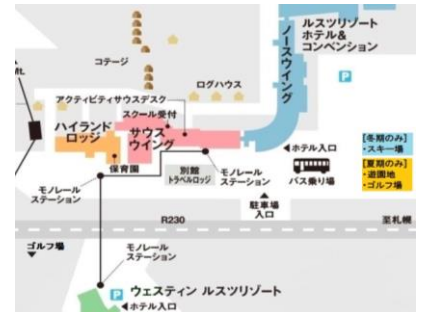 ルスツリゾート
ホテル&
コンベンション
ノースウイング
P
コテージ
ログハウス
Mt.
アクティビティサウスデスク
スクール受付
ハイランド
ロッジ
サウス
ウイング
◀ホテル入口
[冬期のみ]
・スキー場
[夏期のみ]
・遊園地
・ゴルフ場
保育園
別館
トラベルロッジ
モノレール
ステーション
バス乗り場
モノレール
ステーション
▲
駐車場
入口
R230
至札幌
ゴルフ場
▼
モノレール
ステーション
P
ウェスティン ルスツリゾート
◀ホテル入口